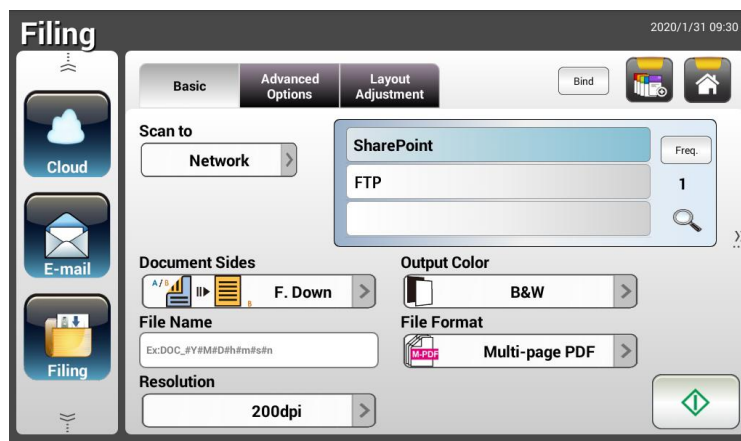 Filing
2020/1/31 09:30
Basic
Advanced
Options
Layout
Adjustment
Bind
Cloud
E-mail
Filing
Scan to
Network
SharePoint
FTP
Freq.
1
Document Sides
A/B
B
F. Down
Output Color
B&W
File Name
Ex:DOC_#Y#M#D#h#m#s#n
File Format
M-PDF
Multi-page PDF
Resolution
200dpi